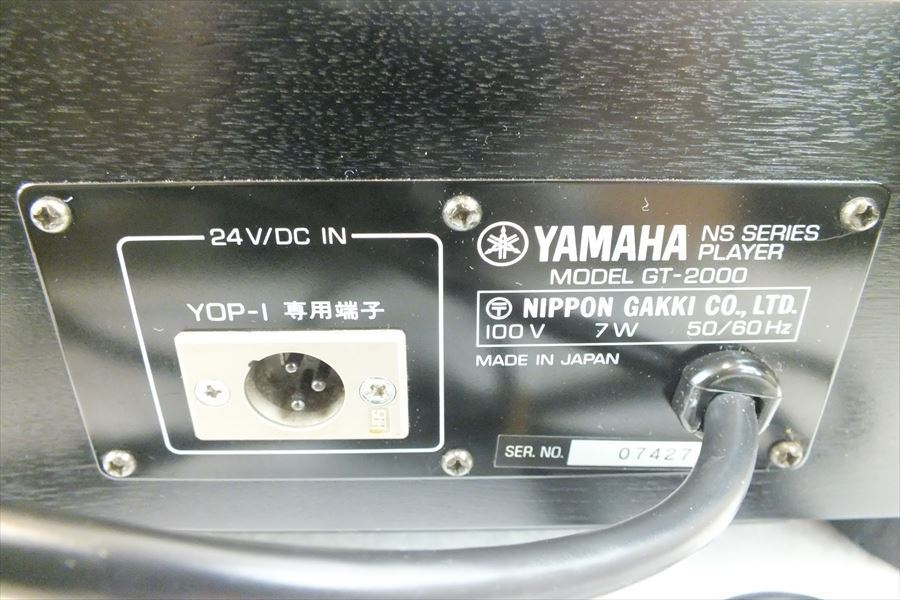 24V/DC IN
YOP-1 専用端子
YAMAHA NS SERIES PLAYER
MODEL GT-2000
〒 NIPPON GAKKI CO., LTD.
100V 7W 50/60Hz
MADE IN JAPAN
SER. NO. 07427